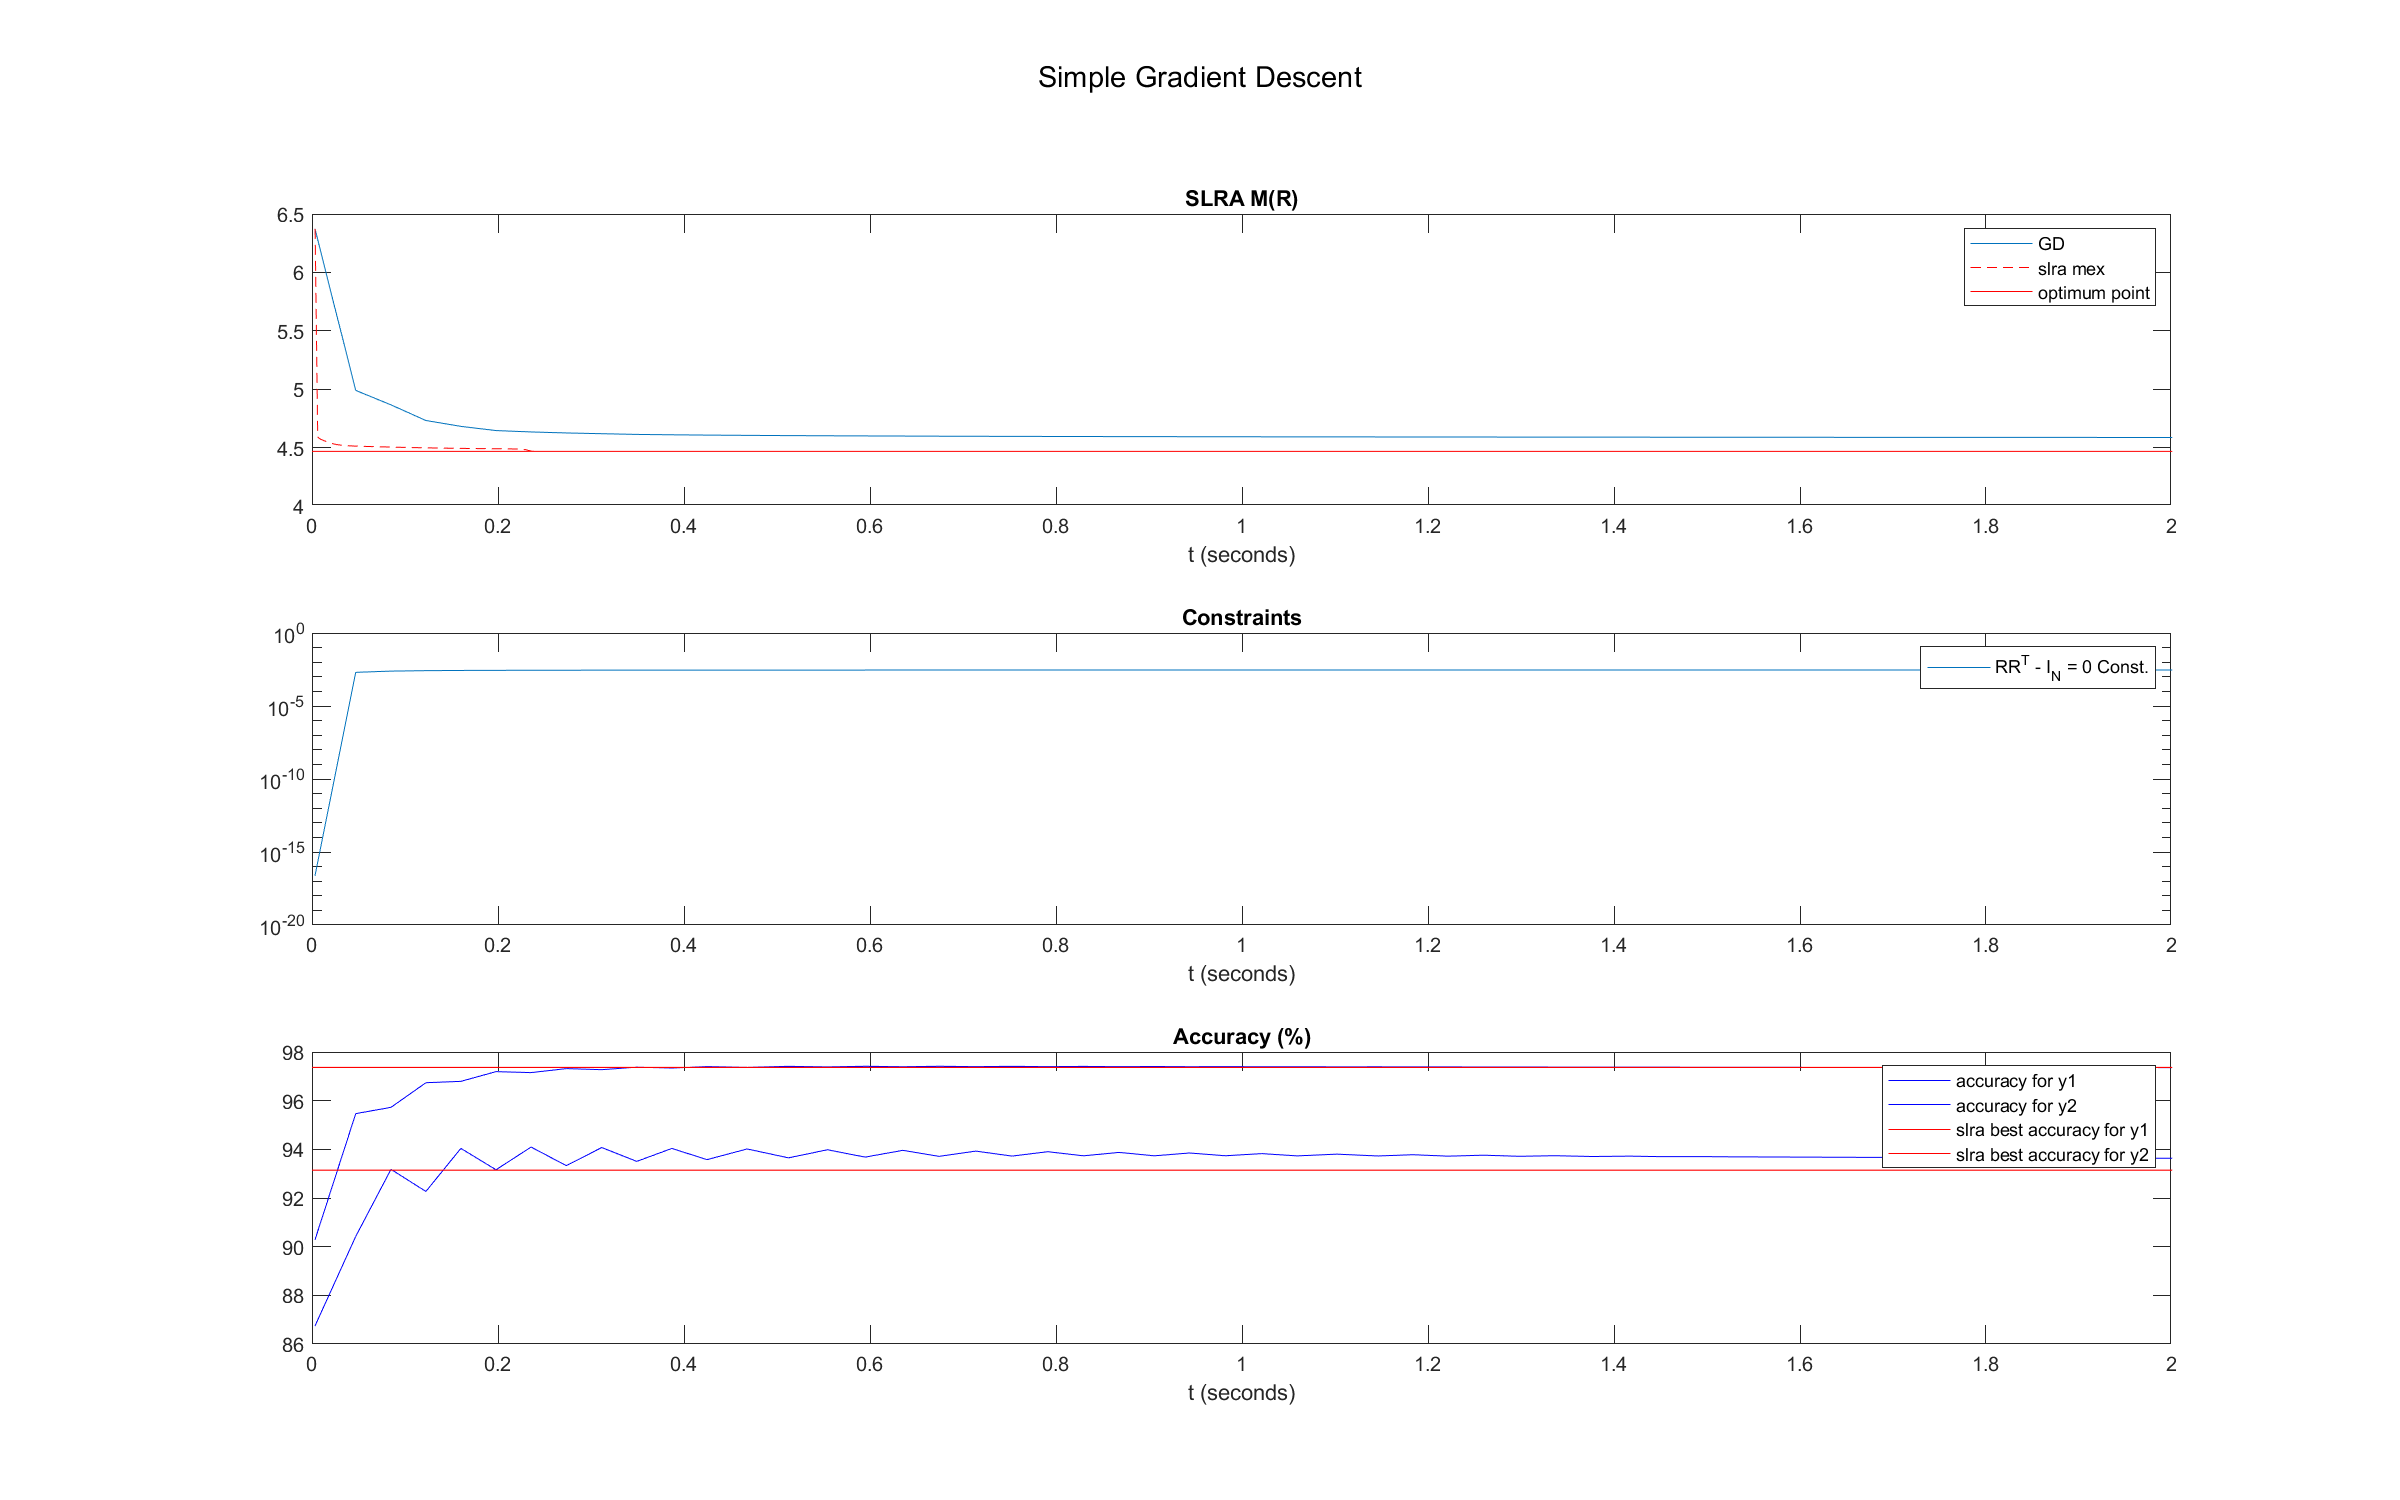 Simple Gradient Descent
SLRA M(R)
6.5
6
5.5
5
4.5
4
0 0.2 0.4 0.6 0.8 1 1.2 1.4 1.6 1.8 2
t (seconds)
GD
slra mex
optimum point
Constraints
10^0
10^-5
10^-10
10^-15
10^-20
0 0.2 0.4 0.6 0.8 1 1.2 1.4 1.6 1.8 2
t (seconds)
RR^T - I_N = 0 Const.
Accuracy (%)
98
96
94
92
90
88
86
0 0.2 0.4 0.6 0.8 1 1.2 1.4 1.6 1.8 2
t (seconds)
accuracy for y1
accuracy for y2
slra best accuracy for y1
slra best accuracy for y2